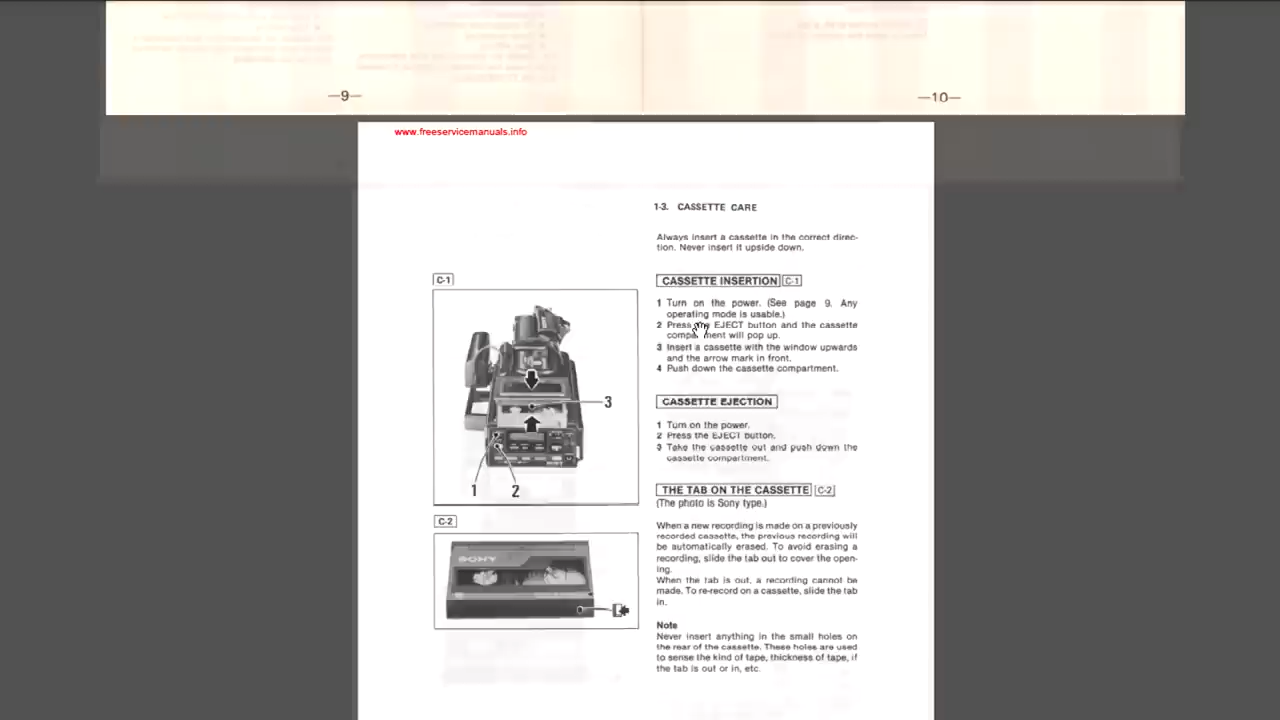 —9—
—10—
www.freeservicemanuals.info
1-3. CASSETTE CARE
Always insert a cassette in the correct direc-
tion. Never insert it upside down.
C-1
CASSETTE INSERTION C-1
1 Turn on the power. (See page 9. Any
operating mode is usable.)
2 Press the EJECT button and the cassette
compartment will pop up.
3 Insert a cassette with the window upwards
and the arrow mark in front.
4 Push down the cassette compartment.
3
1
2
CASSETTE EJECTION
1 Turn on the power.
2 Press the EJECT button.
3 Take the cassette out and push down the
cassette compartment.
C-2
SONY
THE TAB ON THE CASSETTE C-2
(The photo is Sony type.)
When a new recording is made on a previously
recorded cassette, the previous recording will
be automatically erased. To avoid erasing a
recording, slide the tab out to cover the open-
ing.
When the tab is out, a recording cannot be
made. To re-record on a cassette, slide the tab
in.
Note
Never insert anything in the small holes on
the rear of the cassette. These holes are used
to sense the kind of tape, thickness of tape, if
the tab is out or in, etc.